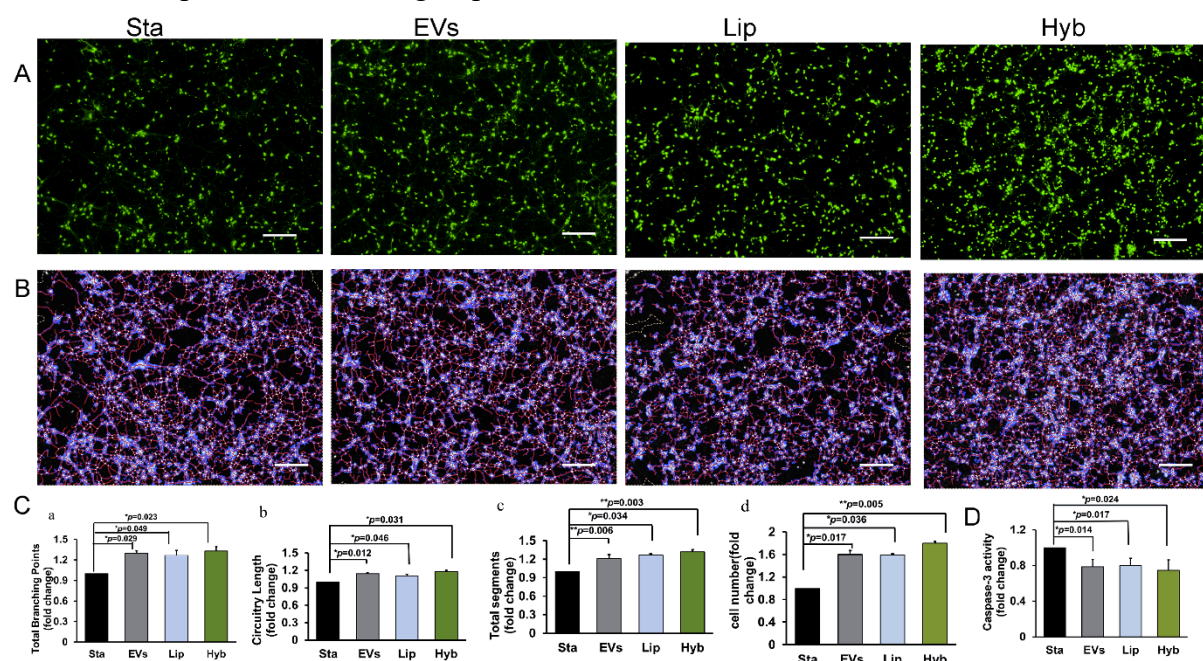 Sta EVs Lip Hyb
A
B
C
a
*p=0.023
*p=0.049
*p=0.029
Total Branching Points
(fold change)
1.5
1.2
0.9
0.6
0.3
0
Sta EVs Lip Hyb
b
*p=0.031
*p=0.046
*p=0.012
Circuitry Length
(fold change)
1.5
1.2
0.9
0.6
0.3
0
Sta EVs Lip Hyb
c
**p=0.003
*p=0.034
**p=0.006
Total segments
(fold change)
1.5
1.2
0.9
0.6
0.3
0
Sta EVs Lip Hyb
d
**p=0.005
*p=0.036
*p=0.017
cell number(fold
change)
2
1.6
1.2
0.8
0.4
0
Sta EVs Lip Hyb
D
*p=0.024
*p=0.017
*p=0.014
Caspase-3 activity
(fold change)
1.2
0.8
0.4
0
Sta EVs Lip Hyb